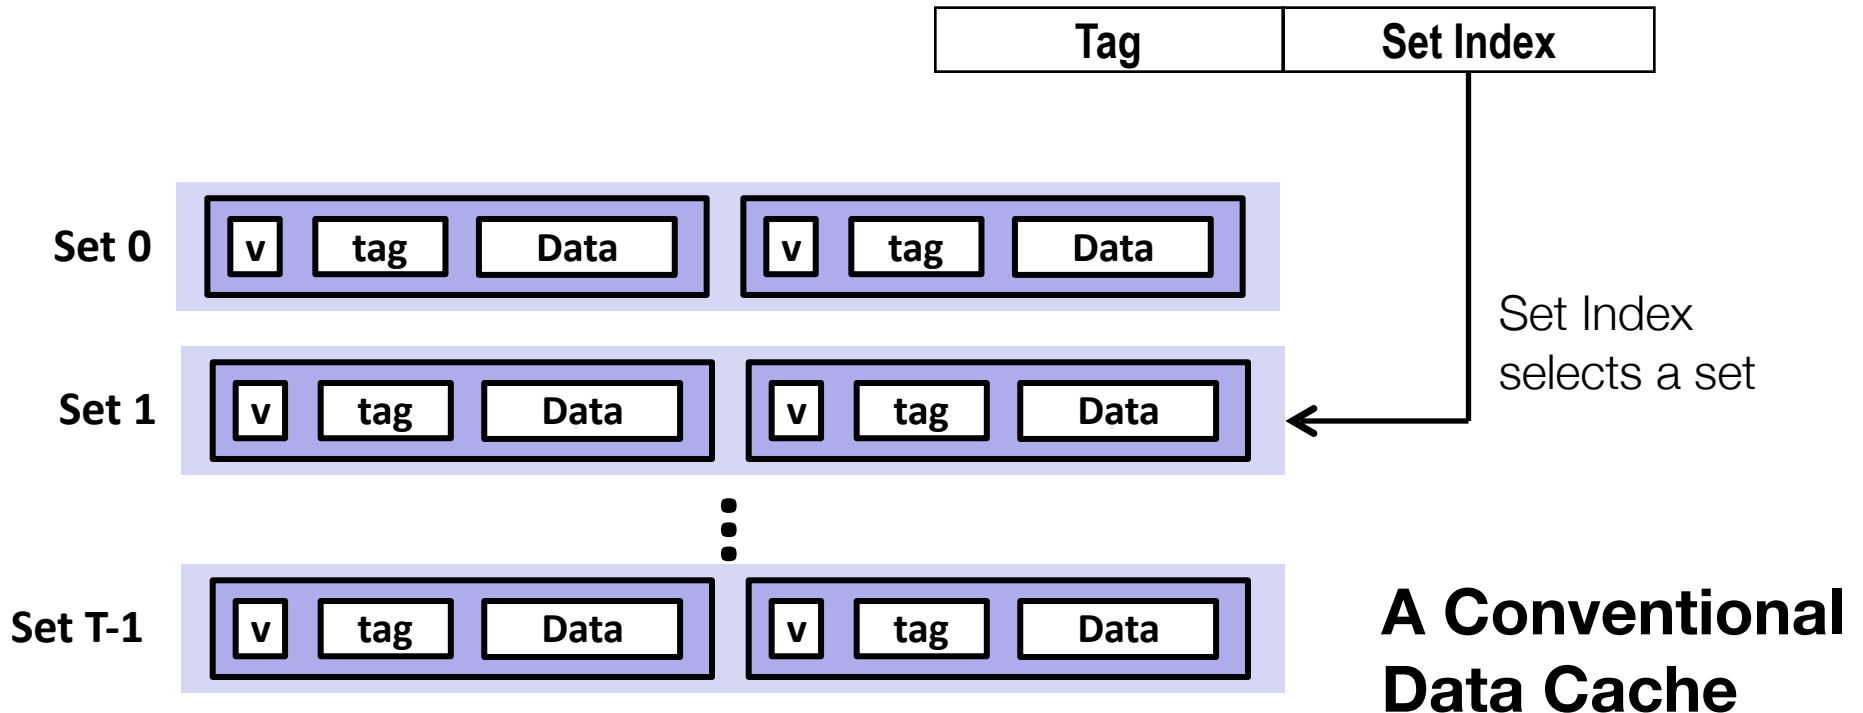 Tag Set Index
Set 0 v tag Data v tag Data
Set Index
selects a set
Set 1 v tag Data v tag Data
Set T-1 v tag Data v tag Data
A Conventional
Data Cache